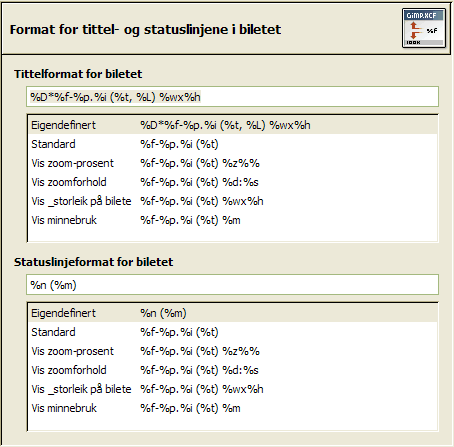 Format for tittel- og statuslinjene i biletet
GIMP.XCF
%f
100K
Tittelformat for biletet
%D*%f-%p.%i (%t, %L) %wx%h
Eigendefinert %D*%f-%p.%i (%t, %L) %wx%h
Standard %f-%p.%i (%t)
Vis zoom-prosent %f-%p.%i (%t) %z%%
Vis zoomforhold %f-%p.%i (%t) %d:%s
Vis _storleik på bilete %f-%p.%i (%t) %wx%h
Vis minnebruk %f-%p.%i (%t) %m
Statuslinjeformat for biletet
%n (%m)
Eigendefinert %n (%m)
Standard %f-%p.%i (%t)
Vis zoom-prosent %f-%p.%i (%t) %z%%
Vis zoomforhold %f-%p.%i (%t) %d:%s
Vis _storleik på bilete %f-%p.%i (%t) %wx%h
Vis minnebruk %f-%p.%i (%t) %m